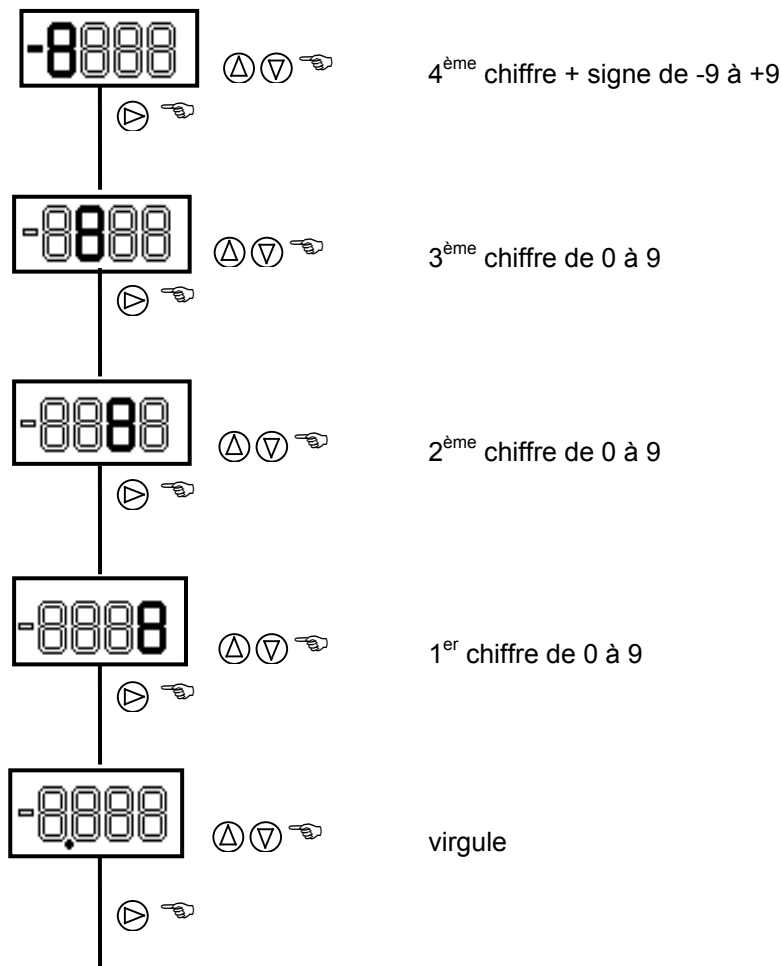 -8888
4ème chiffre + signe de -9 à +9
-8888
3ème chiffre de 0 à 9
-8888
2ème chiffre de 0 à 9
-8888
1er chiffre de 0 à 9
-8.888
virgule